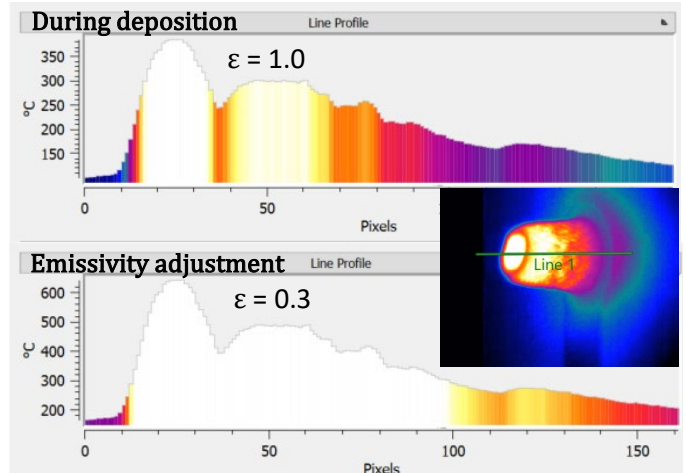 During deposition
Line Profile
ε = 1.0
°C
350
300
250
200
150
0
50
Pixels
Line 1
Emissivity adjustment
Line Profile
ε = 0.3
°C
600
500
400
300
200
0
50
100
150
Pixels